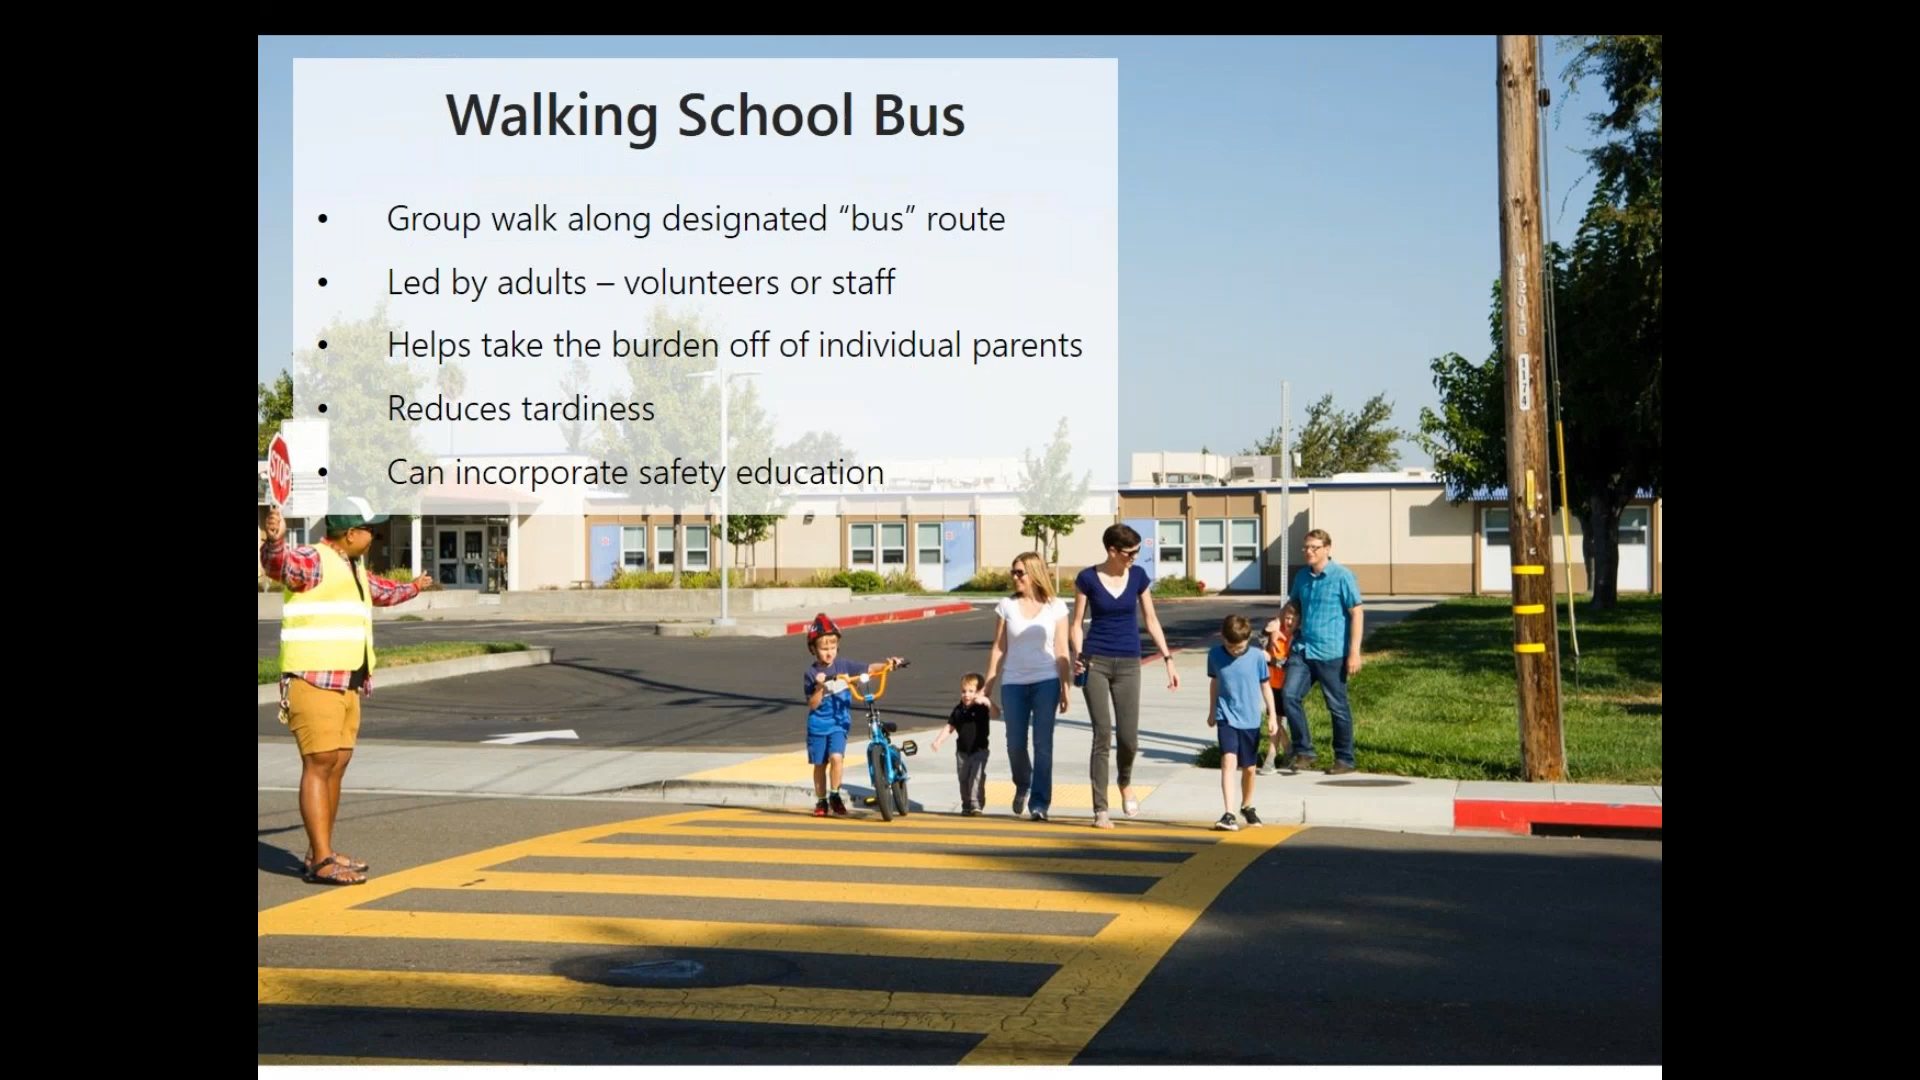 Walking School Bus
• Group walk along designated “bus” route
• Led by adults – volunteers or staff
• Helps take the burden off of individual parents
• Reduces tardiness
• Can incorporate safety education
STOP
1174